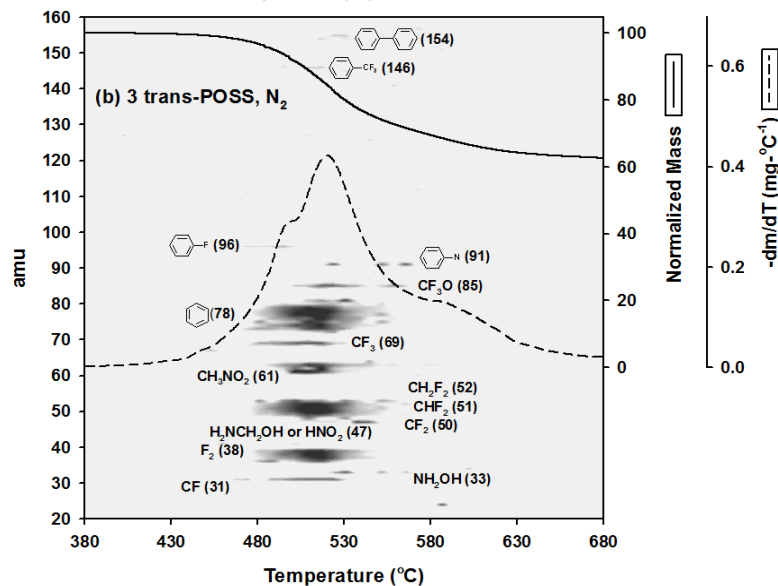 160
150
140
130
120
110
100
90
80
70
60
50
40
30
20
amu
380
430
480
530
580
630
680
Temperature (°C)
(154)
CF₃ (146)
(b) 3 trans-POSS, N₂
F (96)
N (91)
CF₃O (85)
(78)
CF₃ (69)
CH₃NO₂ (61)
CH₂F₂ (52)
CHF₂ (51)
CF₂ (50)
H₂NCH₂OH or HNO₂ (47)
F₂ (38)
NH₂OH (33)
CF (31)
100
80
60
40
20
0
Normalized Mass
0.6
0.4
0.2
0.0
-dm/dT (mg-°C⁻¹)